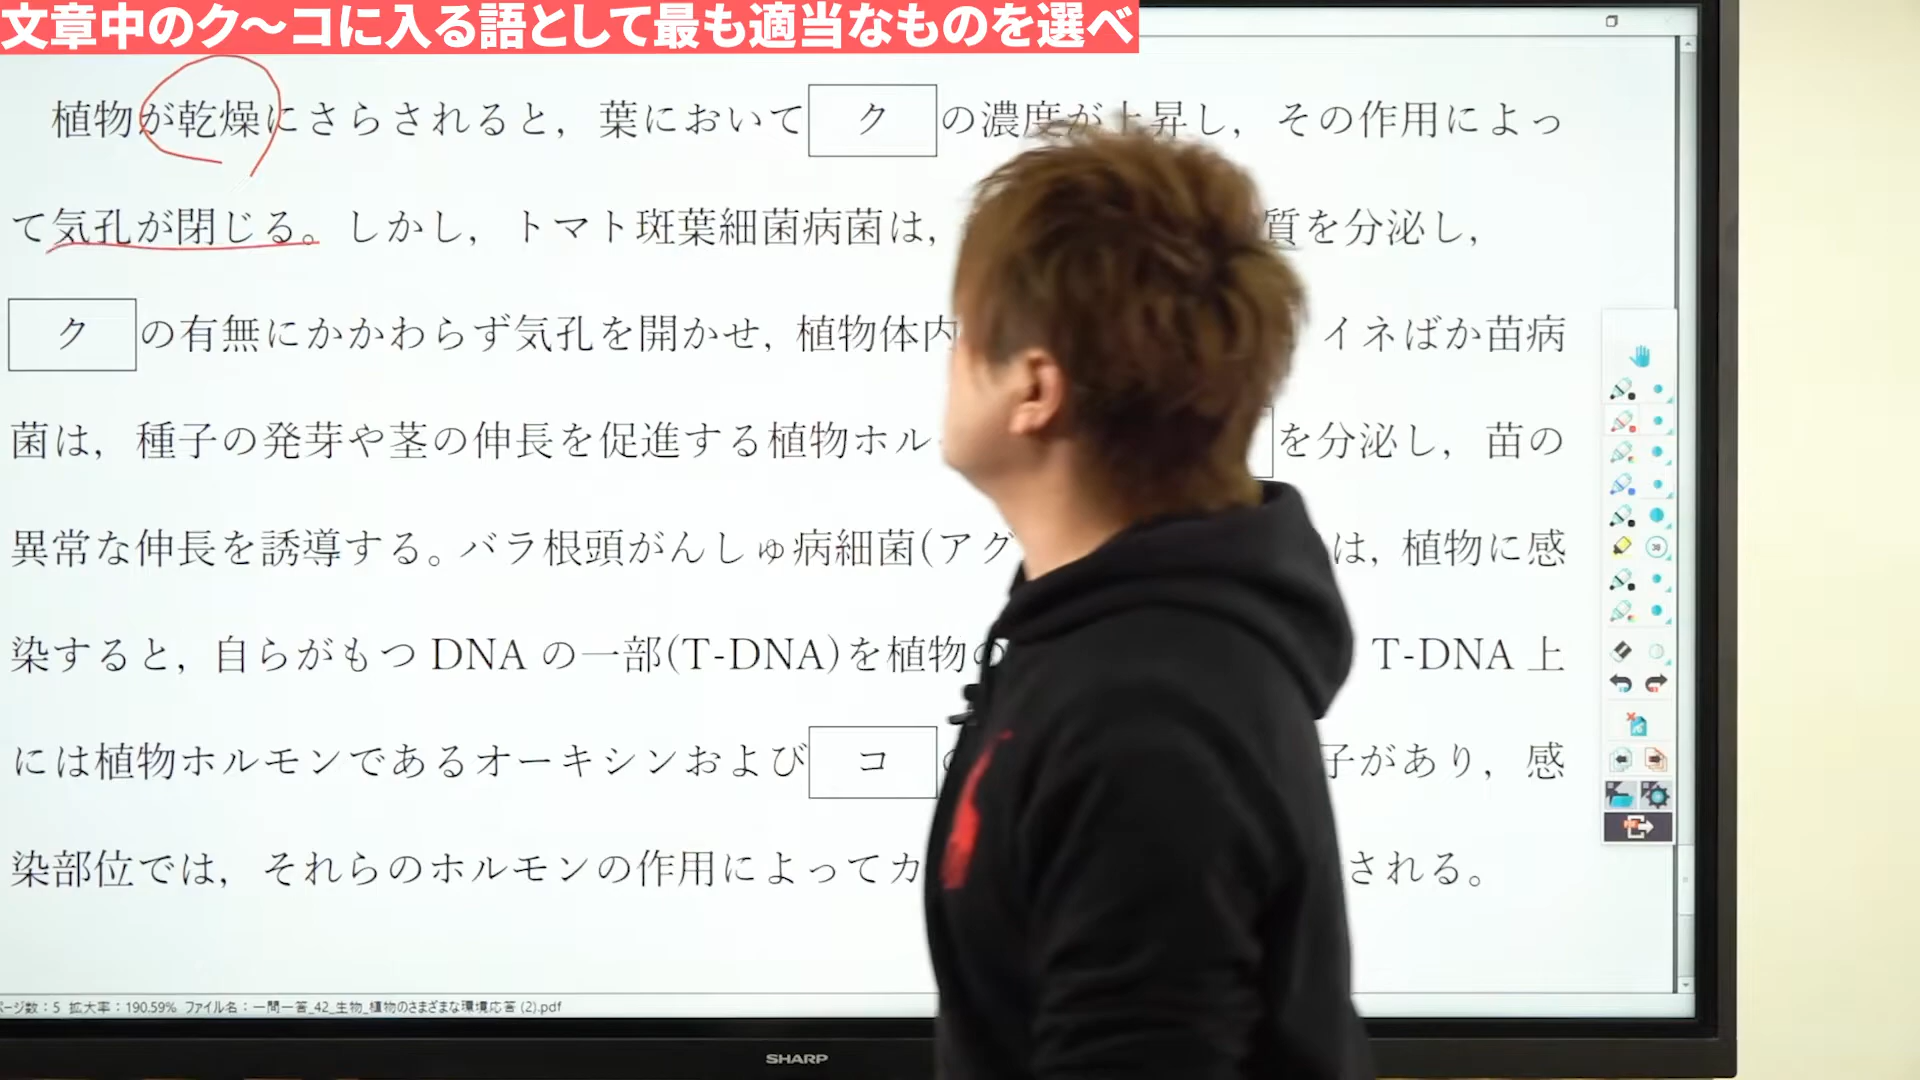 文章中のク～コに入る語として最も適当なものを選べ
植物が乾燥にさらされると，葉において ク の濃度が上昇し，その作用によっ
て気孔が閉じる。しかし，トマト斑葉細菌病菌は， 質を分泌し，
ク の有無にかかわらず気孔を開かせ，植物体内 イネばか苗病
菌は，種子の発芽や茎の伸長を促進する植物ホル を分泌し，苗の
異常な伸長を誘導する。バラ根頭がんしゅ病細菌(アグ は，植物に感
染すると，自らがもつ DNA の一部(T-DNA)を植物の T-DNA 上
には植物ホルモンであるオーキシンおよび コ 子があり，感
染部位では，それらのホルモンの作用によってカ される。
ページ数：5 拡大率：190.59% ファイル名：一問一答_42_生物_植物のさまざまな環境応答 (2).pdf
SHARP